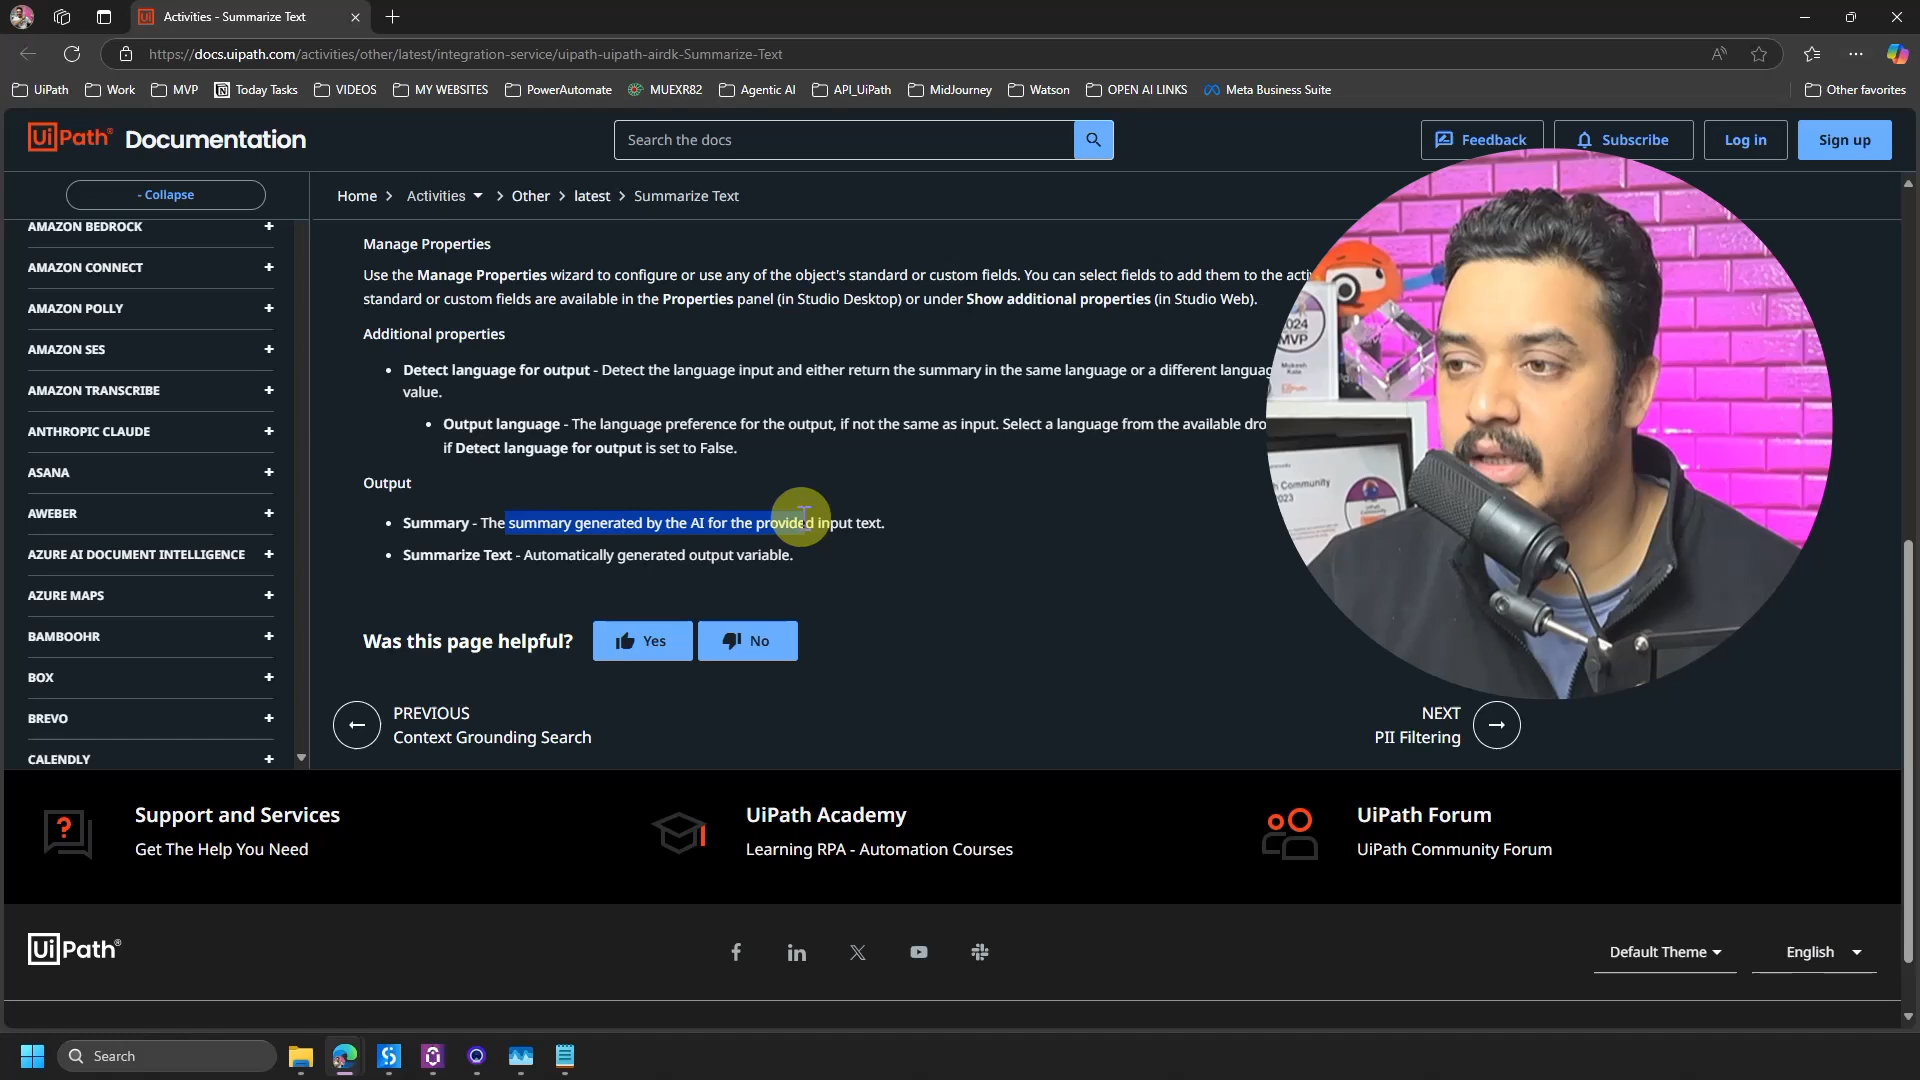 Activities - Summarize Text
https://docs.uipath.com/activities/other/latest/integration-service/uipath-uipath-airdk-Summarize-Text
UiPath
Work
MVP
Today Tasks
VIDEOS
MY WEBSITES
PowerAutomate
MUEXR82
Agentic AI
API_UiPath
MidJourney
Watson
OPEN AI LINKS
Meta Business Suite
Other favorites
UiPath Documentation
Search the docs
Feedback
Subscribe
Log in
Sign up
- Collapse
Home > Activities > Other > latest > Summarize Text
AMAZON BEDROCK +
AMAZON CONNECT +
AMAZON POLLY +
AMAZON SES +
AMAZON TRANSCRIBE +
ANTHROPIC CLAUDE +
ASANA +
AWEBER +
AZURE AI DOCUMENT INTELLIGENCE +
AZURE MAPS +
BAMBOOHR +
BOX +
BREVO +
CALENDLY +
Manage Properties
Use the Manage Properties wizard to configure or use any of the object's standard or custom fields. You can select fields to add them to the acti
standard or custom fields are available in the Properties panel (in Studio Desktop) or under Show additional properties (in Studio Web).
Additional properties
• Detect language for output - Detect the language input and either return the summary in the same language or a different languag
value.
• Output language - The language preference for the output, if not the same as input. Select a language from the available dro
if Detect language for output is set to False.
Output
• Summary - The summary generated by the AI for the provided input text.
• Summarize Text - Automatically generated output variable.
2024
MVP
Community
2023
Was this page helpful?
Yes
No
PREVIOUS
Context Grounding Search
NEXT
PII Filtering
Support and Services
Get The Help You Need
UiPath Academy
Learning RPA - Automation Courses
UiPath Forum
UiPath Community Forum
UiPath
Default Theme
English
Search